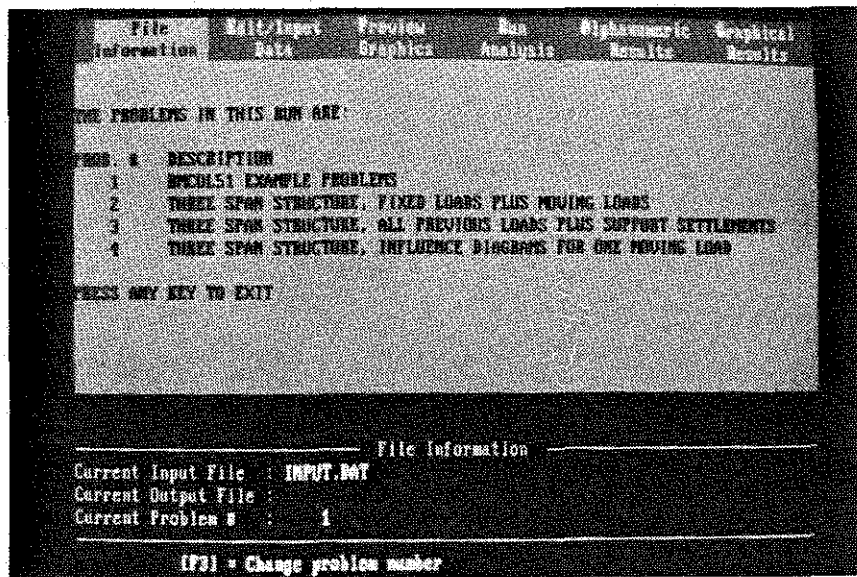 File Edit/Input Preview Run Alphanumeric Graphical
Information Data Graphics Analysis Results Results
THE PROBLEMS IN THIS RUN ARE:
PROB. # DESCRIPTION
1 BMCOL51 EXAMPLE PROBLEMS
2 THREE SPAN STRUCTURE, FIXED LOADS PLUS MOVING LOADS
3 THREE SPAN STRUCTURE, ALL PREVIOUS LOADS PLUS SUPPORT SETTLEMENTS
4 THREE SPAN STRUCTURE, INFLUENCE DIAGRAMS FOR ONE MOVING LOAD
PRESS ANY KEY TO EXIT
File Information
Current Input File : INPUT.DAT
Current Output File :
Current Problem # : 1
[F3] = Change problem number